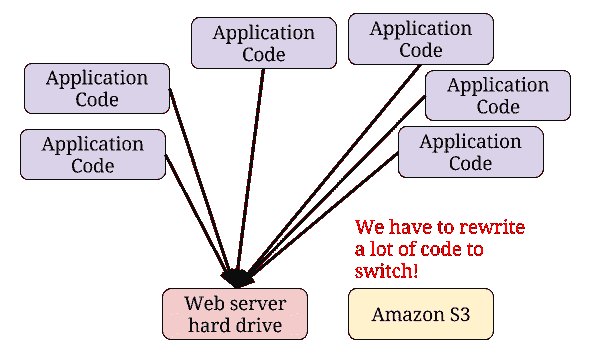 Application
Code
Application
Code
Application
Code
Application
Code
Application
Code
Application
Code
We have to rewrite
a lot of code to
switch!
Web server
hard drive
Amazon S3